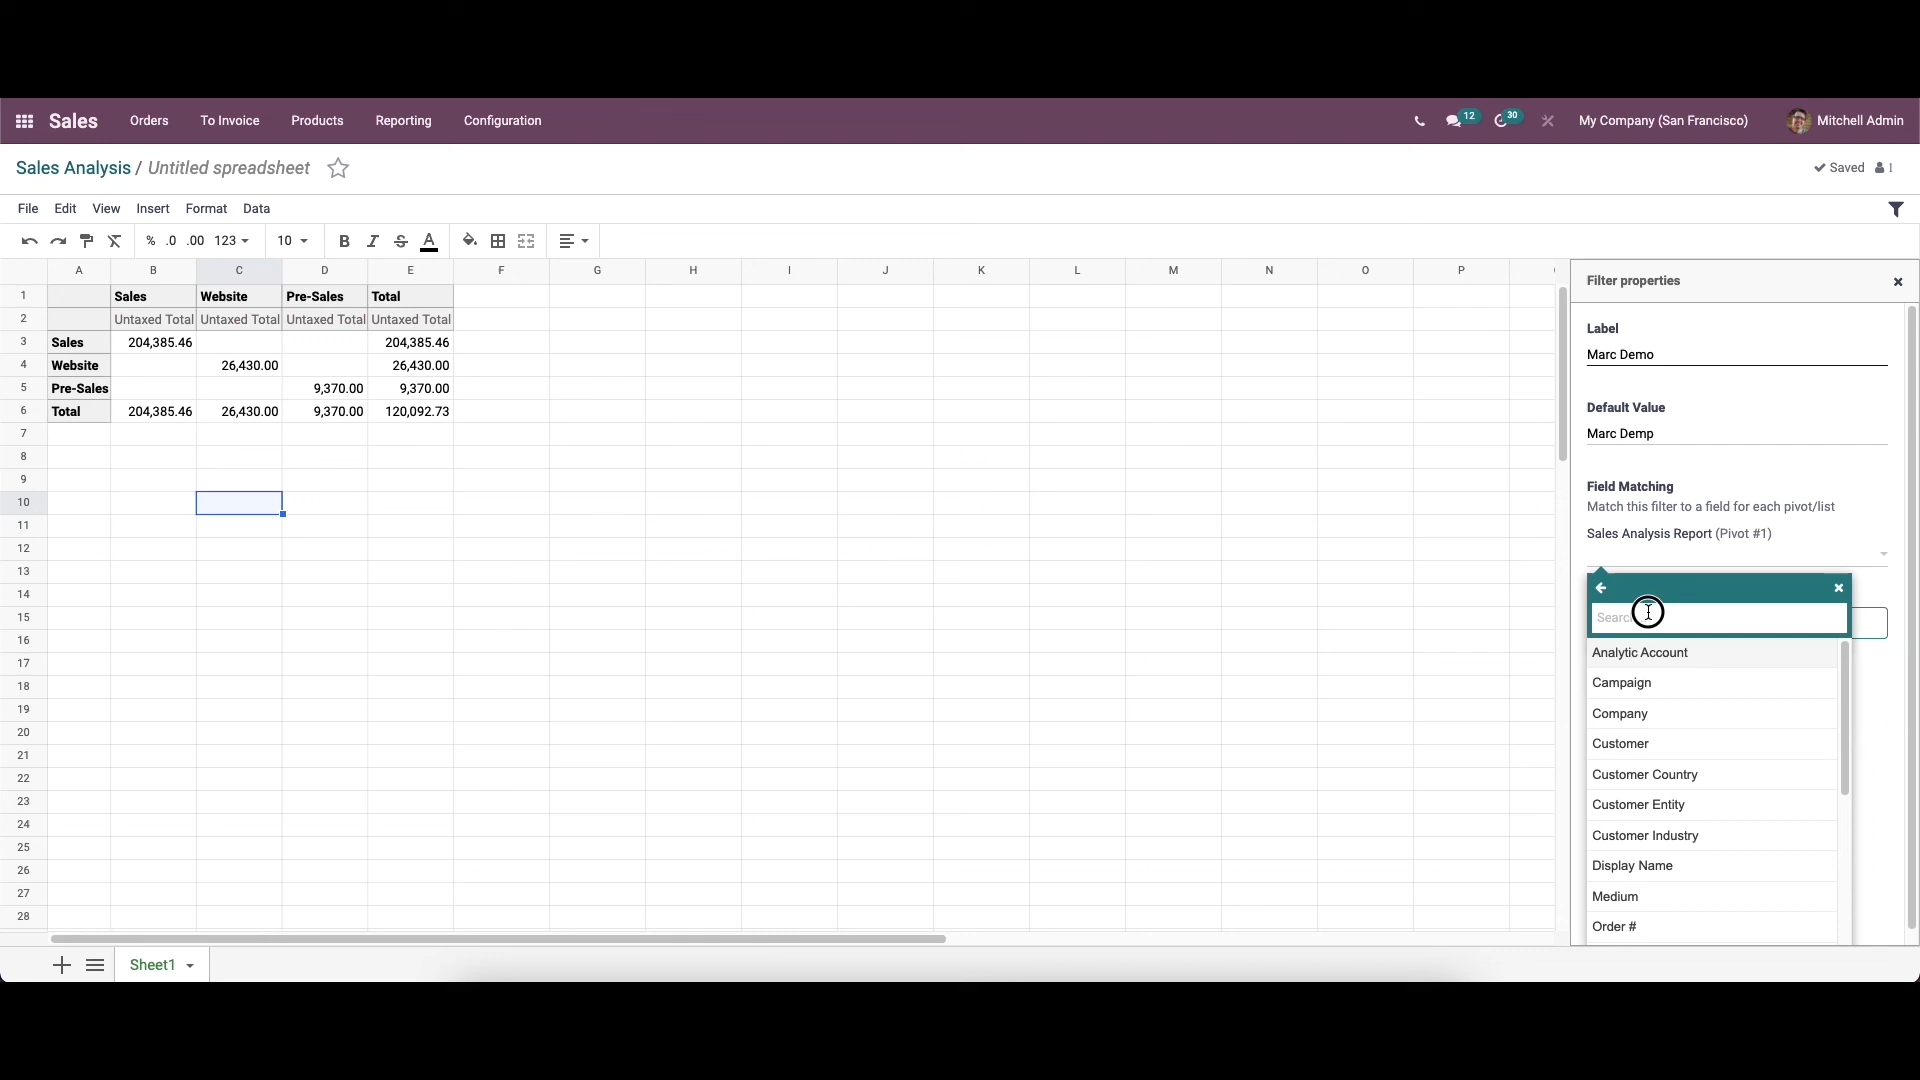 Sales Orders To Invoice Products Reporting Configuration 12 30 My Company (San Francisco) Mitchell Admin
Sales Analysis / Untitled spreadsheet Saved 1
File Edit View Insert Format Data
% .0 .00 123 10 B I S A
A B C D E F G H I J K L M N O P
1 Sales Website Pre-Sales Total
2 Untaxed Total Untaxed Total Untaxed Total Untaxed Total
3 Sales 204,385.46 204,385.46
4 Website 26,430.00 26,430.00
5 Pre-Sales 9,370.00 9,370.00
6 Total 204,385.46 26,430.00 9,370.00 120,092.73
7
8
9
10
11
12
13
14
15
16
17
18
19
20
21
22
23
24
25
26
27
28
Filter properties
Label
Marc Demo
Default Value
Marc Demp
Field Matching
Match this filter to a field for each pivot/list
Sales Analysis Report (Pivot #1)
Analytic Account
Campaign
Company
Customer
Customer Country
Customer Entity
Customer Industry
Display Name
Medium
Order #
Sheet1